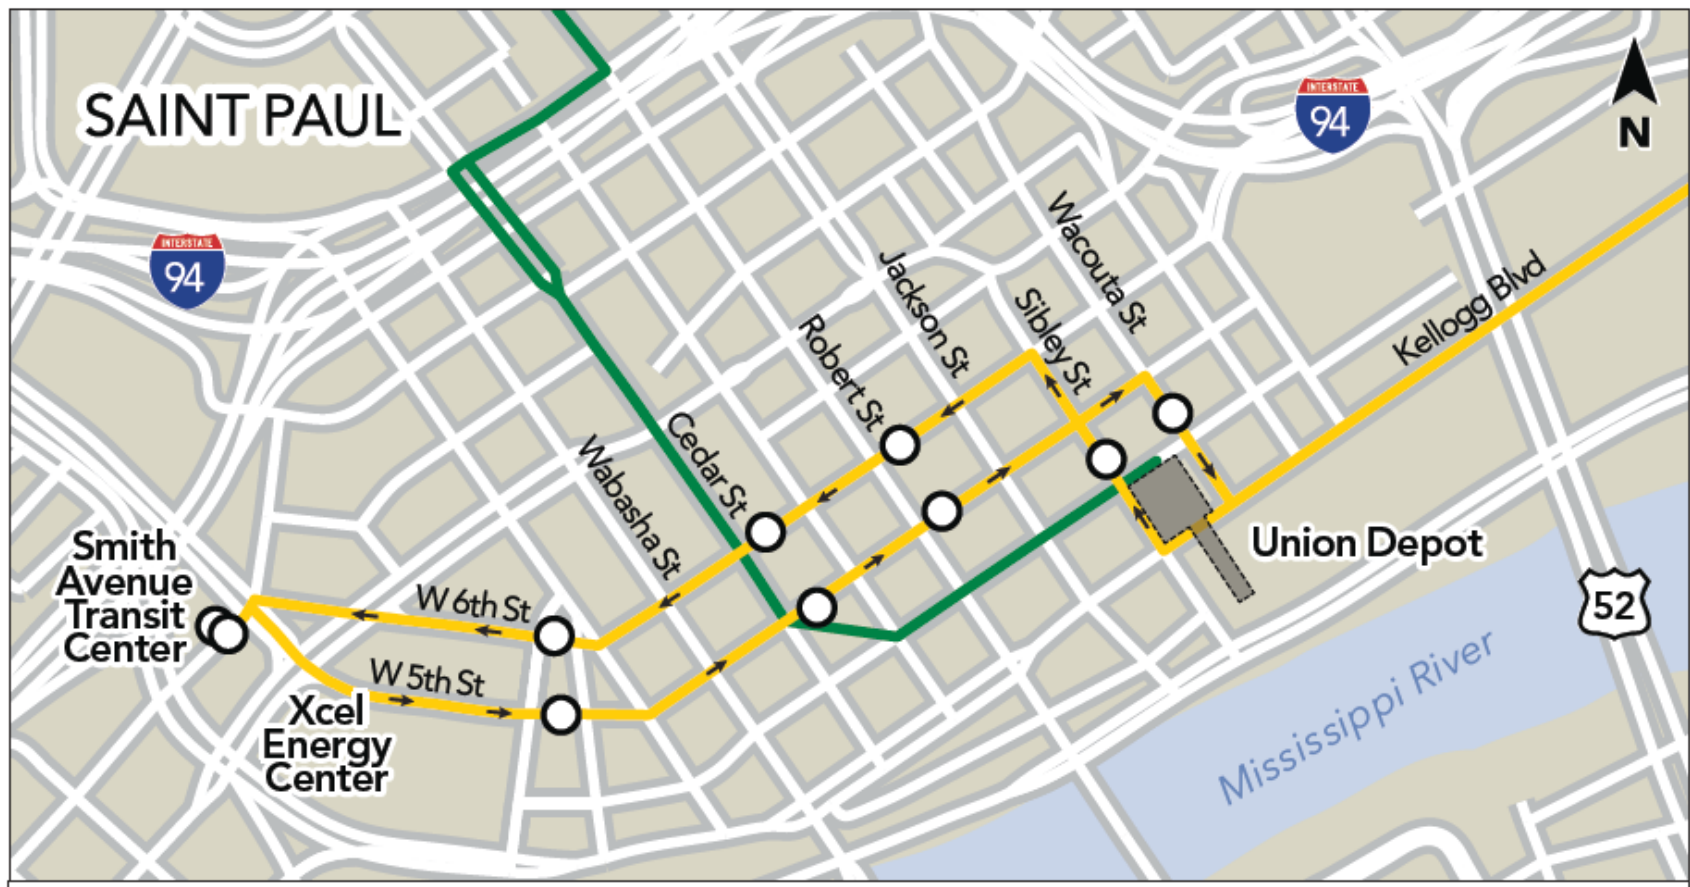 SAINT PAUL
INTERSTATE
94
N
INTERSTATE
94
Wacouta St
Jackson St
Sibley St
Robert St
Kellogg Blvd
Cedar St
Wabasha St
Smith
Avenue
Transit
Center
W 6th St
Union Depot
52
W 5th St
Xcel
Energy
Center
Mississippi River